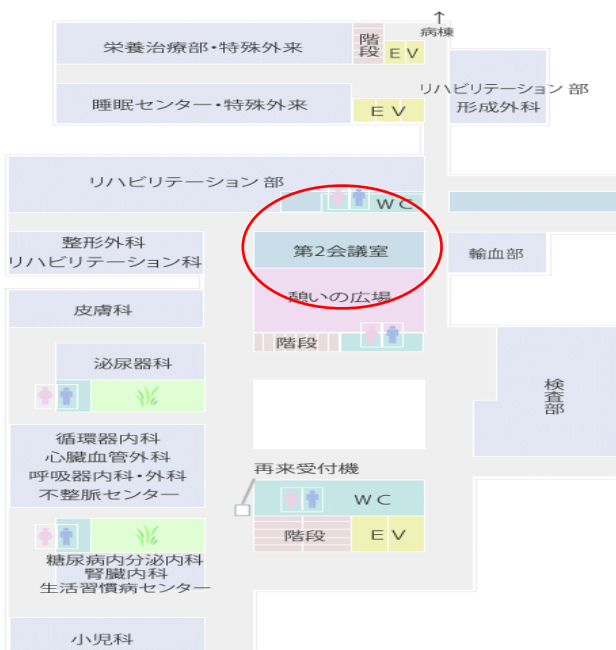 ↑
病棟
栄養治療部・特殊外来
階段
EV
リハビリテーション部
形成外科
睡眠センター・特殊外来
EV
リハビリテーション部
WC
整形外科
リハビリテーション科
第2会議室
輸血部
憩いの広場
皮膚科
階段
泌尿器科
検査部
循環器内科
心臓血管外科
呼吸器内科・外科
不整脈センター
再来受付機
WC
階段
EV
糖尿病内分泌内科
腎臓内科
生活習慣病センター
小児科